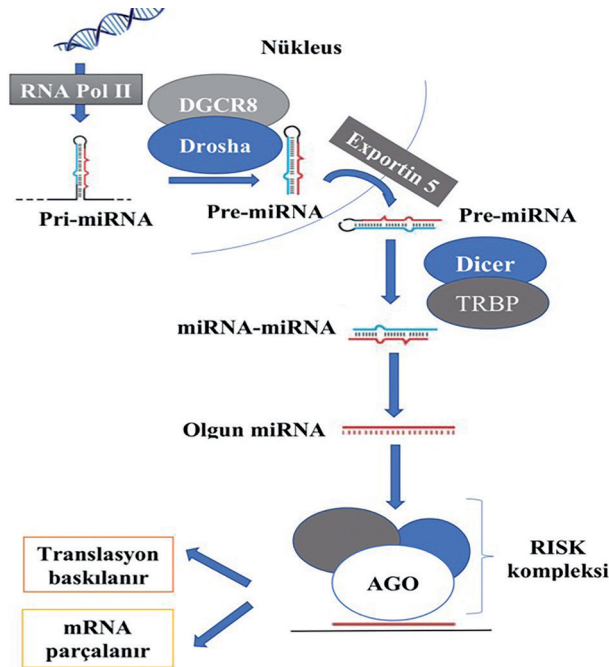 Nükleus
RNA Pol II
DGCR8
Drosha
Exportin 5
Pri-miRNA
Pre-miRNA
Pre-miRNA
Dicer
TRBP
miRNA-miRNA
Olgun miRNA
AGO
RISK
kompleksi
Translasyon
baskılanır
mRNA
parçalanır